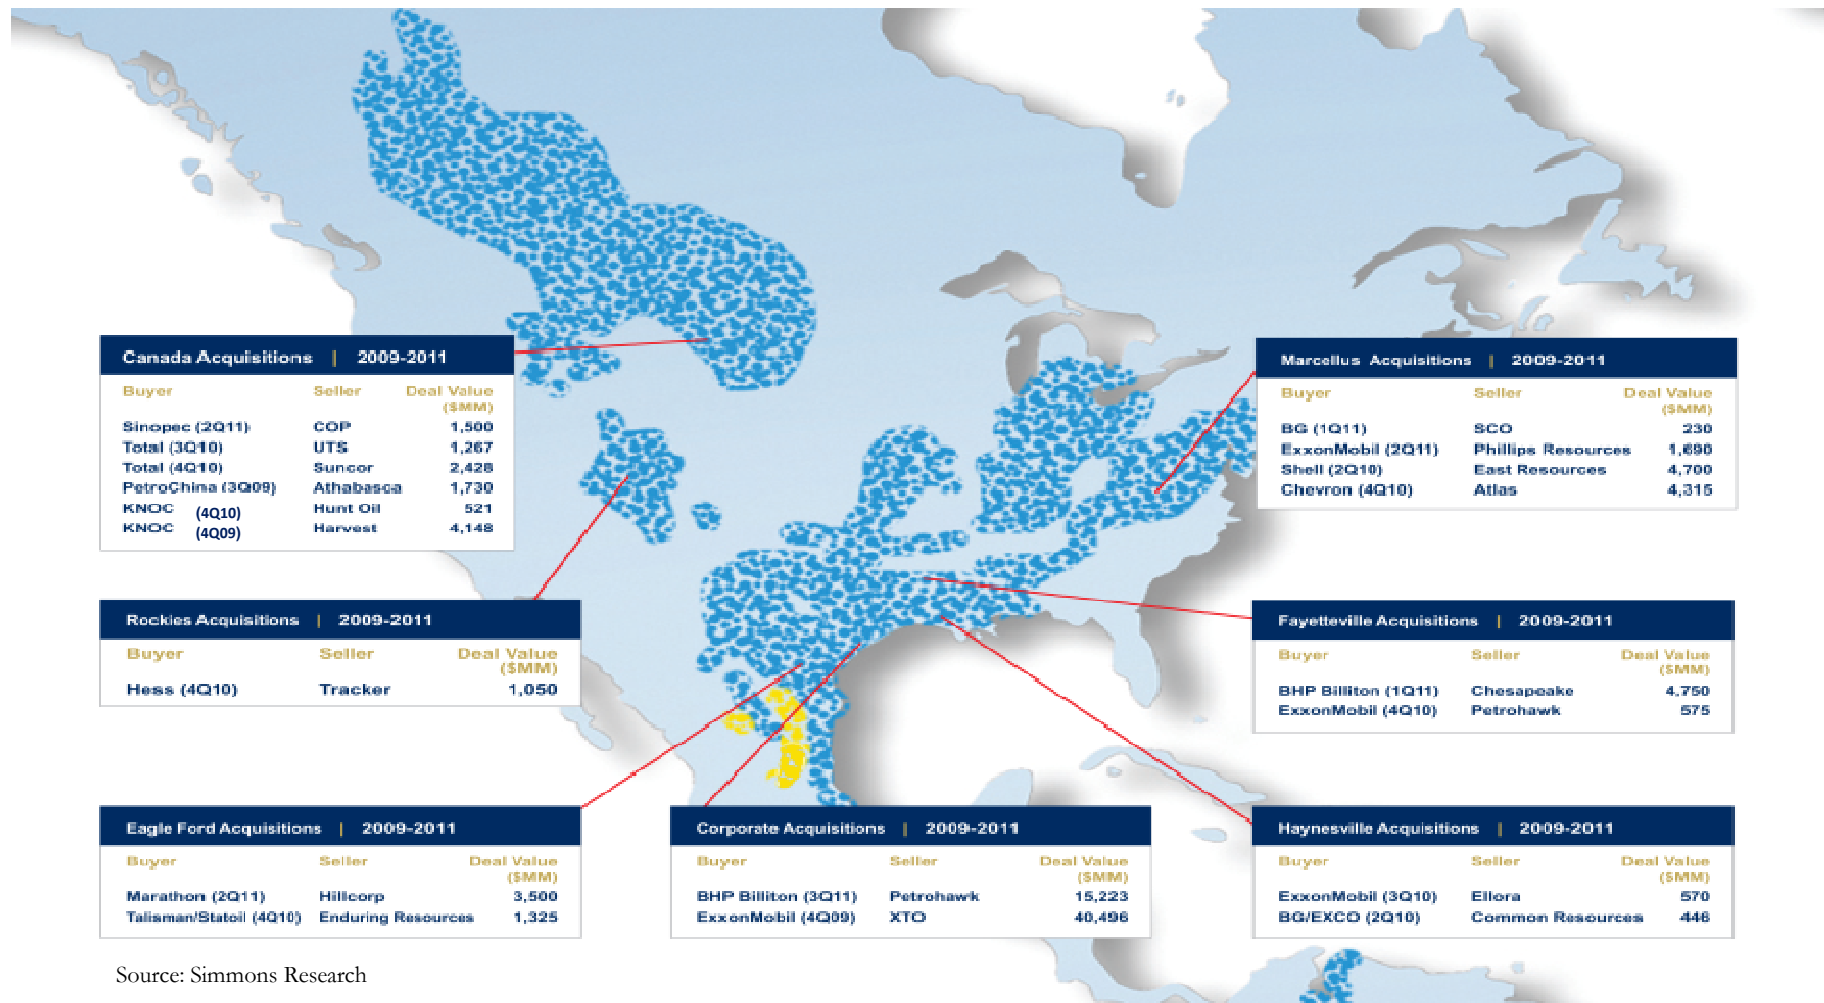 Canada Acquisitions | 2009-2011
Buyer Seller Deal Value
($MM)
Sinopec (2Q11) COP 1,500
Total (3Q10) UTS 1,267
Total (4Q10) Suncor 2,428
PetroChina (3Q09) Athabasca 1,730
KNOC (4Q10) Hunt Oil 521
KNOC (4Q09) Harvest 4,148
Marcellus Acquisitions | 2009-2011
Buyer Seller Deal Value
($MM)
BG (1Q11) SCO 230
ExxonMobil (2Q11) Phillips Resources 1,690
Shell (2Q10) East Resources 4,700
Chevron (4Q10) Atlas 4,315
Rockies Acquisitions | 2009-2011
Buyer Seller Deal Value
($MM)
Hess (4Q10) Tracker 1,050
Fayetteville Acquisitions | 2009-2011
Buyer Seller Deal Value
($MM)
BHP Billiton (1Q11) Chesapeake 4,750
ExxonMobil (4Q10) Petrohawk 575
Eagle Ford Acquisitions | 2009-2011
Buyer Seller Deal Value
($MM)
Marathon (2Q11) Hillcorp 3,500
Talisman/Statoil (4Q10) Enduring Resources 1,325
Corporate Acquisitions | 2009-2011
Buyer Seller Deal Value
($MM)
BHP Billiton (3Q11) Petrohawk 15,223
ExxonMobil (4Q09) XTO 40,496
Haynesville Acquisitions | 2009-2011
Buyer Seller Deal Value
($MM)
ExxonMobil (3Q10) Ellora 570
BG/EXCO (2Q10) Common Resources 446
Source: Simmons Research